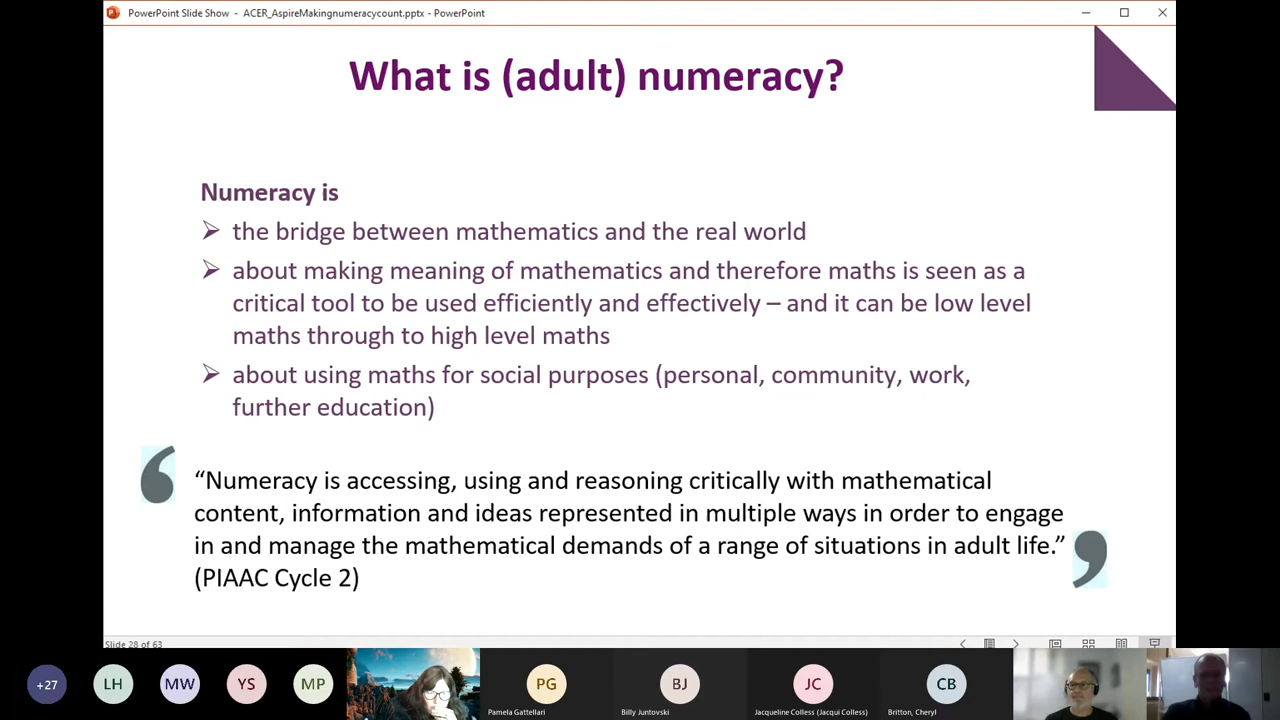 PowerPoint Slide Show - ACER_AspireMakingnumeracycount.pptx - PowerPoint
What is (adult) numeracy?
Numeracy is
the bridge between mathematics and the real world
about making meaning of mathematics and therefore maths is seen as a
critical tool to be used efficiently and effectively – and it can be low level
maths through to high level maths
about using maths for social purposes (personal, community, work,
further education)
“Numeracy is accessing, using and reasoning critically with mathematical
content, information and ideas represented in multiple ways in order to engage
in and manage the mathematical demands of a range of situations in adult life.”
(PIAAC Cycle 2)
Slide 28 of 63
+27 LH MW YS MP PG BJ JC CB
Pamela Gattellari Billy Juntovski Jacqueline Colless (Jacqui Colless) Britton, Cheryl